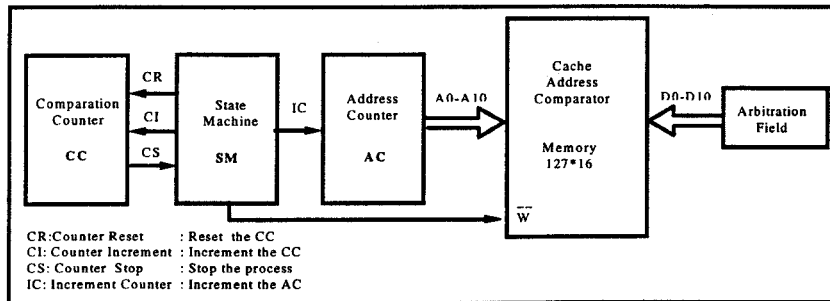 Comparation
Counter
CC
CR
CI
CS
State
Machine
SM
IC
Address
Counter
AC
A0-A10
Cache
Address
Comparator
Memory
127*16
W
D0-D10
Arbitration
Field
CR:Counter Reset : Reset the CC
CI: Counter Increment : Increment the CC
CS: Counter Stop : Stop the process
IC: Increment Counter : Increment the AC